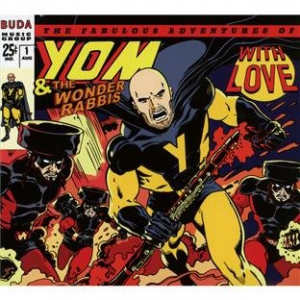 BUDA
MUSIC
GROUP
25¢
IND.
1
AUG
THE FABULOUS ADVENTURES OF
YOM
& THE
WONDER
RABBIS
WITH
LOVE
Y